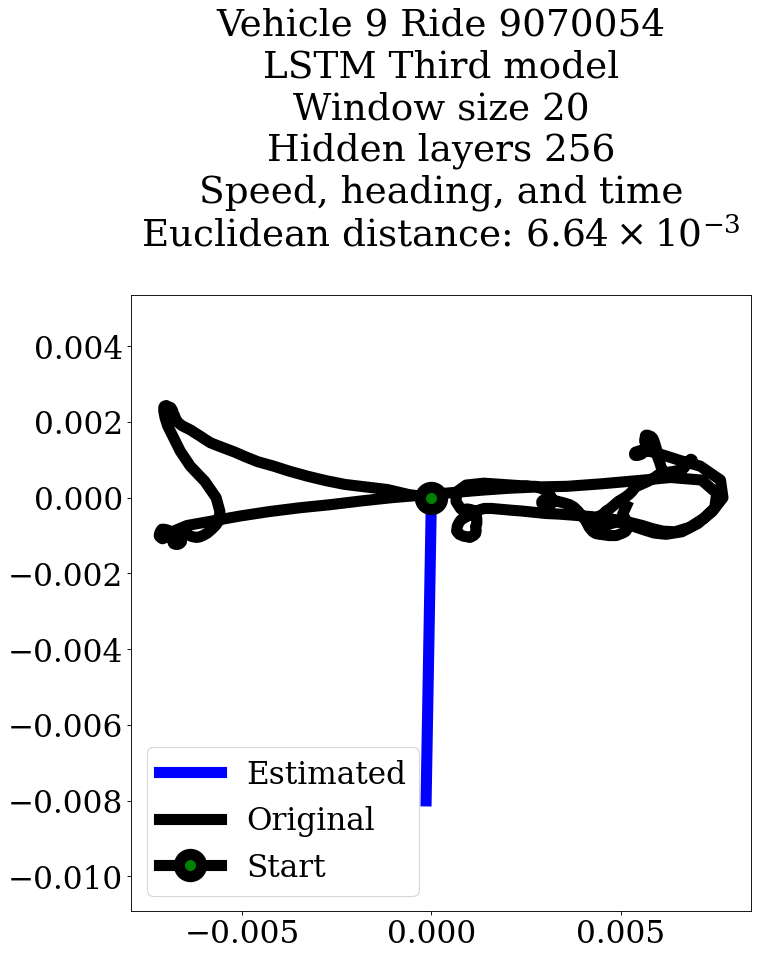 Vehicle 9 Ride 9070054
LSTM Third model
Window size 20
Hidden layers 256
Speed, heading, and time
Euclidean distance: 6.64 × 10⁻³
0.004
0.002
0.000
−0.002
−0.004
−0.006
−0.008
−0.010
Estimated
Original
Start
−0.005 0.000 0.005